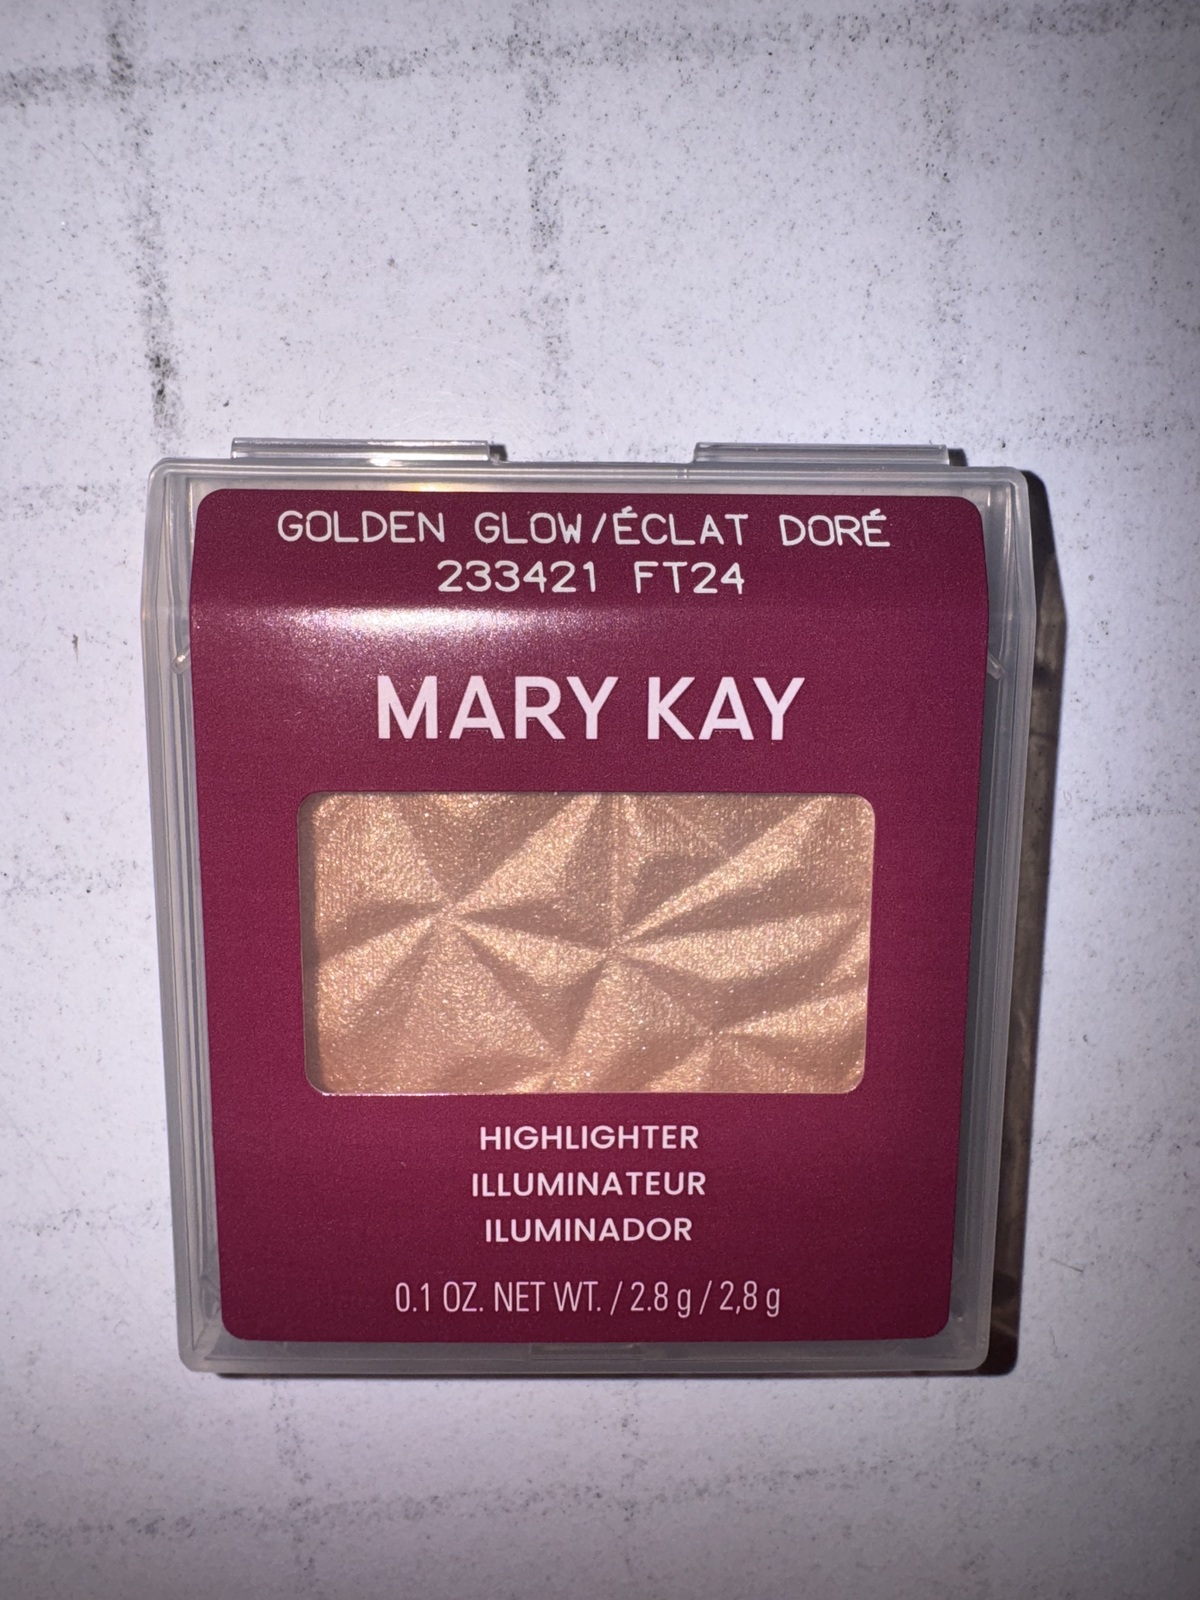 GOLDEN GLOW/ÉCLAT DORÉ
233421 FT24
MARY KAY
HIGHLIGHTER
ILLUMINATEUR
ILUMINADOR
0.1 OZ. NET WT. / 2.8 g / 2,8 g